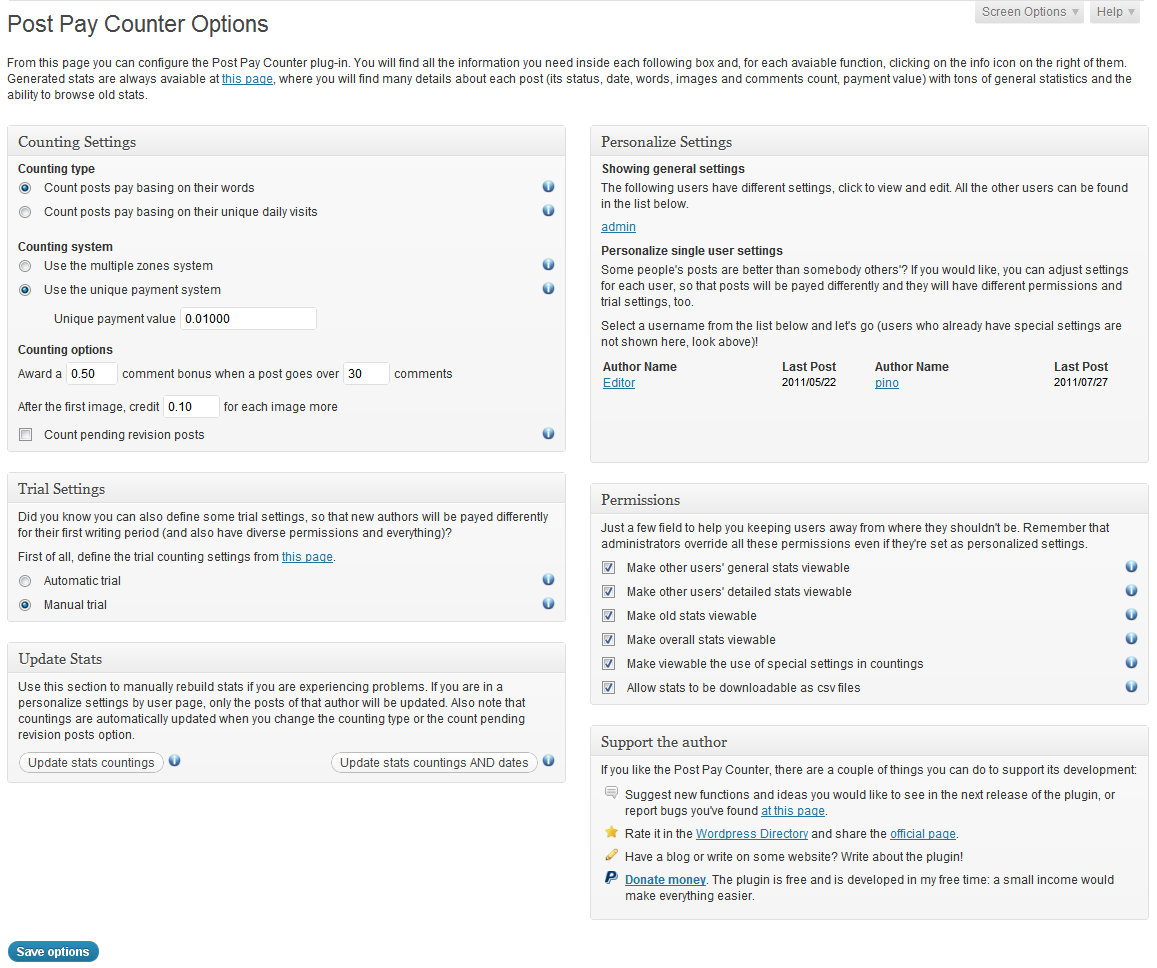 Screen Options
Help
Post Pay Counter Options
From this page you can configure the Post Pay Counter plug-in. You will find all the information you need inside each following box and, for each avaiable function, clicking on the info icon on the right of them.
Generated stats are always avaiable at this page, where you will find many details about each post (its status, date, words, images and comments count, payment value) with tons of general statistics and the
ability to browse old stats.
Counting Settings
Counting type
Count posts pay basing on their words
Count posts pay basing on their unique daily visits
Counting system
Use the multiple zones system
Use the unique payment system
Unique payment value 0.01000
Counting options
Award a 0.50 comment bonus when a post goes over 30 comments
After the first image, credit 0.10 for each image more
Count pending revision posts
Trial Settings
Did you know you can also define some trial settings, so that new authors will be payed differently
for their first writing period (and also have diverse permissions and everything)?
First of all, define the trial counting settings from this page.
Automatic trial
Manual trial
Update Stats
Use this section to manually rebuild stats if you are experiencing problems. If you are in a
personalize settings by user page, only the posts of that author will be updated. Also note that
countings are automatically updated when you change the counting type or the count pending
revision posts option.
Update stats countings
Update stats countings AND dates
Personalize Settings
Showing general settings
The following users have different settings, click to view and edit. All the other users can be found
in the list below.
admin
Personalize single user settings
Some people's posts are better than somebody others'? If you would like, you can adjust settings
for each user, so that posts will be payed differently and they will have different permissions and
trial settings, too.
Select a username from the list below and let's go (users who already have special settings are
not shown here, look above)!
Author Name Last Post Author Name Last Post
Editor 2011/05/22 pino 2011/07/27
Permissions
Just a few field to help you keeping users away from where they shouldn't be. Remember that
administrators override all these permissions even if they're set as personalized settings.
Make other users' general stats viewable
Make other users' detailed stats viewable
Make old stats viewable
Make overall stats viewable
Make viewable the use of special settings in countings
Allow stats to be downloadable as csv files
Support the author
If you like the Post Pay Counter, there are a couple of things you can do to support its development:
Suggest new functions and ideas you would like to see in the next release of the plugin, or
report bugs you've found at this page.
Rate it in the Wordpress Directory and share the official page.
Have a blog or write on some website? Write about the plugin!
Donate money. The plugin is free and is developed in my free time: a small income would
make everything easier.
Save options